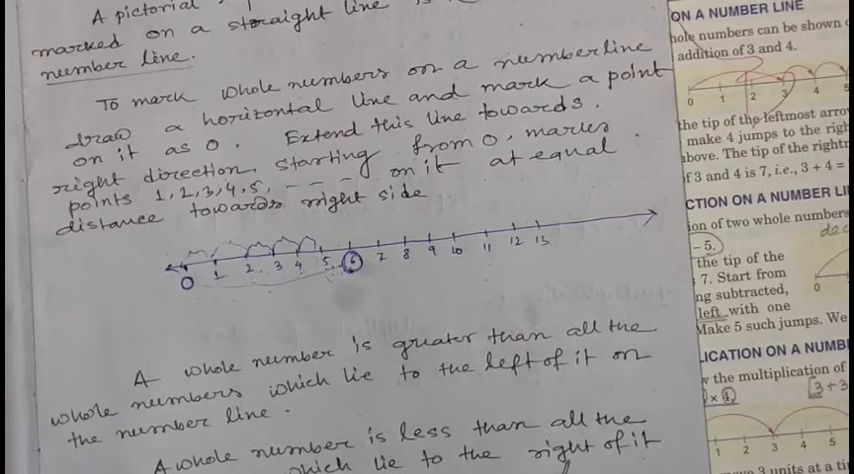 A pictorial
marked on a straight line
number line.
To mark whole numbers on a numberline
draw a horizontal line and mark a point
on it as 0. Extend this line towards.
right direction. starting from 0, marks
points 1, 2, 3, 4, 5, - - - on it at equal
distance towards right side
0 1 2 3 4 5 6 7 8 9 10 11 12 13
A whole number is greater than all the
whole numbers which lie to the left of it on
the number line.
A whole number is less than all the
which lie to the right of it
ON A NUMBER LINE
hole numbers can be shown
addition of 3 and 4.
0 1 2 3 4 5
the tip of the leftmost
make 4 jumps to the
above. The tip of the
f 3 and 4 is 7, i.e., 3 + 4 =
CTION ON A NUMBER
ion of two whole numbers
– 5.
the tip of the
7. Start from
ng subtracted,
left with one
Make 5 such jumps. We
0
LICATION ON A
the multiplication of
× 4. 3 + 3
1 2 3 4 5
3 units at a